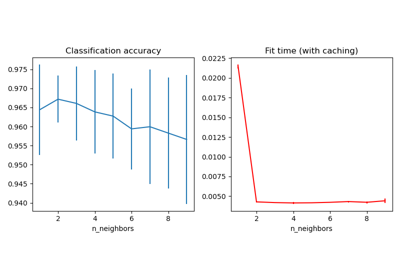 Classification accuracy
0.975
0.970
0.965
0.960
0.955
0.950
0.945
0.940
2 4 6 8
n_neighbors
Fit time (with caching)
0.0225
0.0200
0.0175
0.0150
0.0125
0.0100
0.0075
0.0050
2 4 6 8
n_neighbors